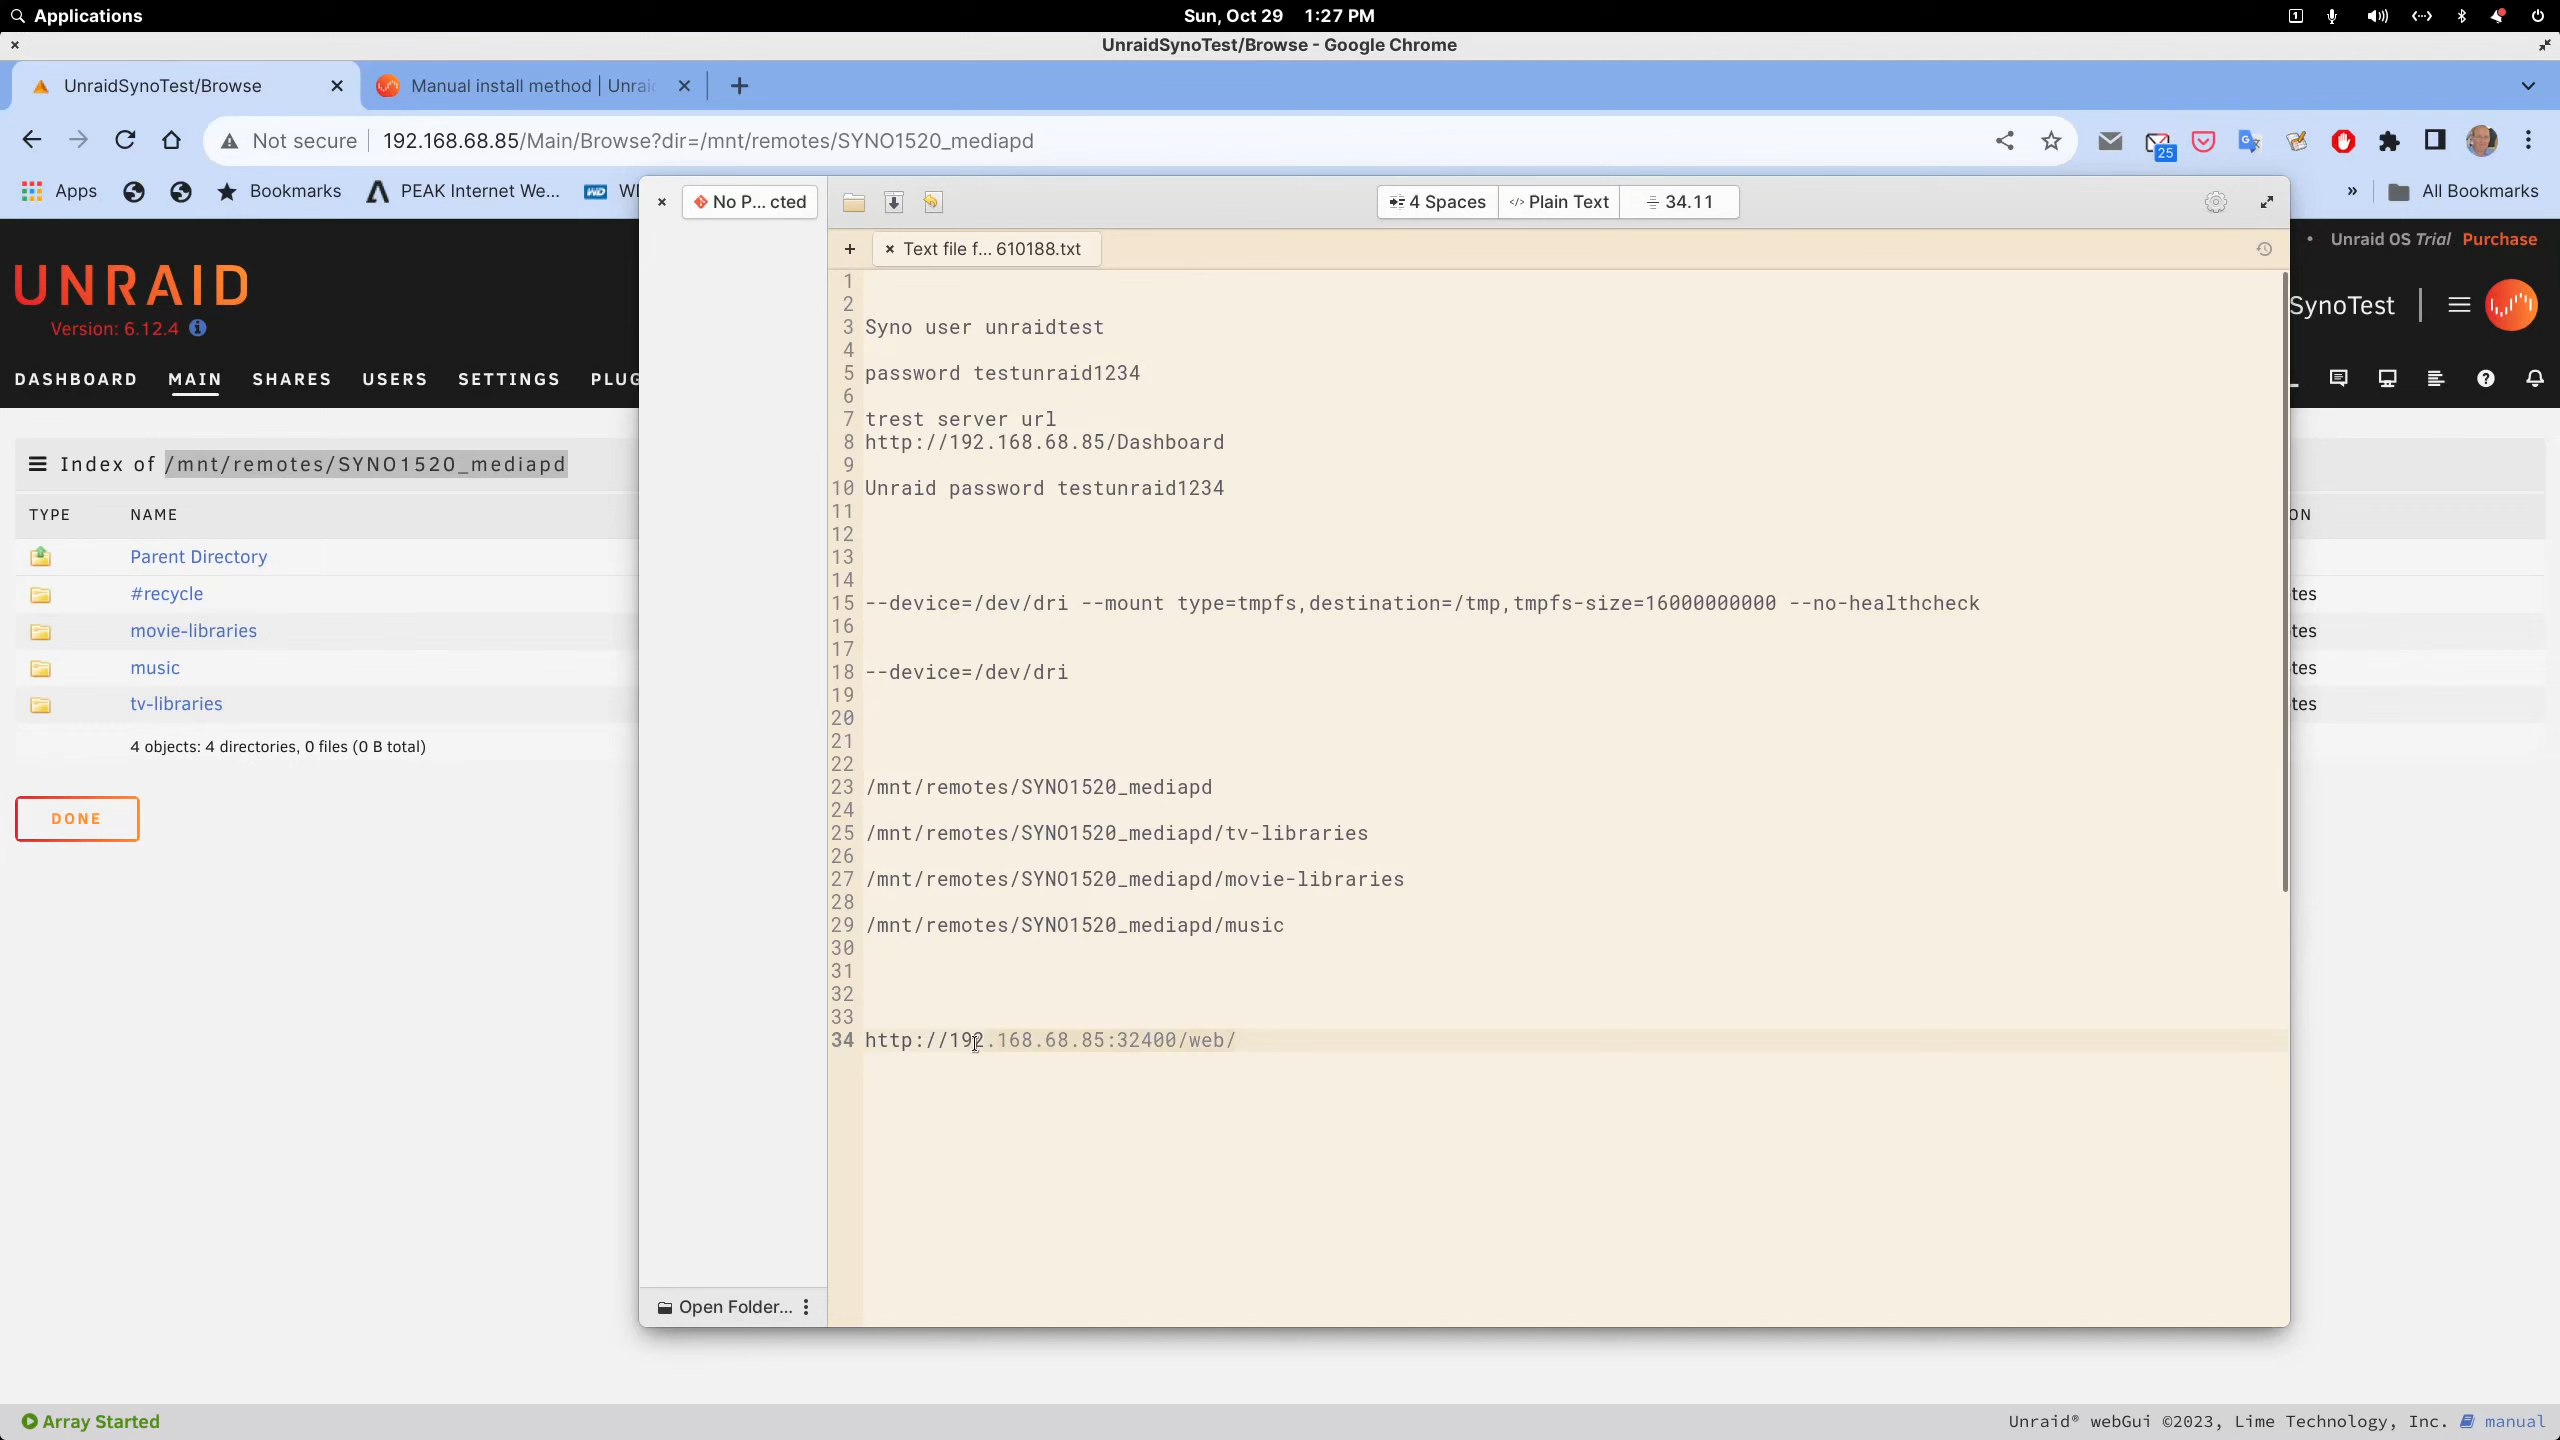 Applications
Sun, Oct 29 1:27 PM
UnraidSynoTest/Browse - Google Chrome
UnraidSynoTest/Browse
Manual install method | Unrai
Not secure
192.168.68.85/Main/Browse?dir=/mnt/remotes/SYNO1520_mediapd
25
Apps
Bookmarks
PEAK Internet We...
WD
» All Bookmarks
No P... cted
4 Spaces
Plain Text
34.11
Text file f... 610188.txt
UNRAID
Version: 6.12.4
• Unraid OS Trial Purchase
SynoTest
DASHBOARD MAIN SHARES USERS SETTINGS PLUG
Index of /mnt/remotes/SYNO1520_mediapd
TYPE NAME
ON
Parent Directory
#recycle
tes
movie-libraries
tes
music
tes
tv-libraries
tes
4 objects: 4 directories, 0 files (0 B total)
DONE
1
2
3 Syno user unraidtest
4
5 password testunraid1234
6
7 trest server url
8 http://192.168.68.85/Dashboard
9
10 Unraid password testunraid1234
11
12
13
14
15 --device=/dev/dri --mount type=tmpfs,destination=/tmp,tmpfs-size=16000000000 --no-healthcheck
16
17
18 --device=/dev/dri
19
20
21
22
23 /mnt/remotes/SYNO1520_mediapd
24
25 /mnt/remotes/SYNO1520_mediapd/tv-libraries
26
27 /mnt/remotes/SYNO1520_mediapd/movie-libraries
28
29 /mnt/remotes/SYNO1520_mediapd/music
30
31
32
33
34 http://192.168.68.85:32400/web/
Open Folder...
Array Started
Unraid® webGui ©2023, Lime Technology, Inc. manual